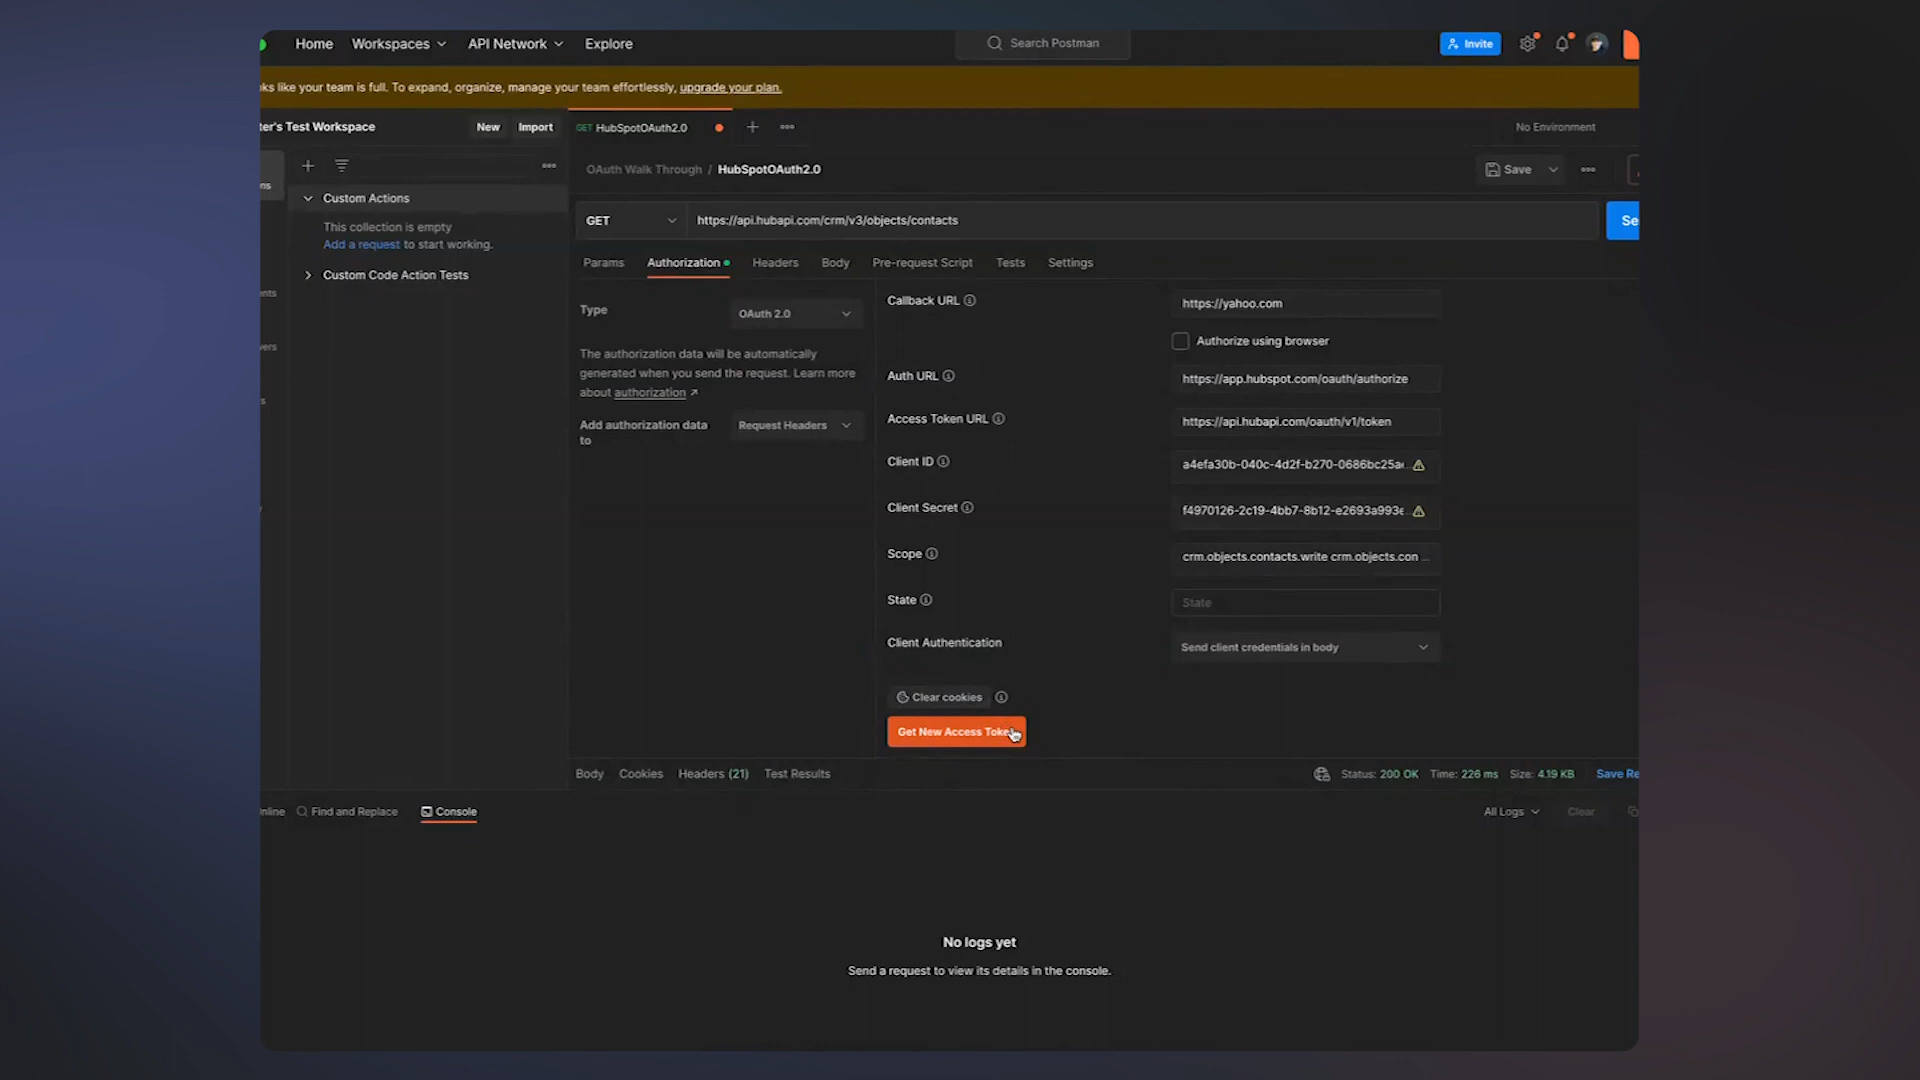 Home Workspaces API Network Explore
Search Postman
Invite
ks like your team is full. To expand, organize, manage your team effortlessly, upgrade your plan.
ter's Test Workspace New Import
GET HubSpotOAuth2.0
No Environment
OAuth Walk Through / HubSpotOAuth2.0
Save
ns
Custom Actions
This collection is empty
Add a request to start working.
Custom Code Action Tests
nts
vers
s
GET https://api.hubapi.com/crm/v3/objects/contacts
Se
Params Authorization Headers Body Pre-request Script Tests Settings
Type OAuth 2.0
The authorization data will be automatically
generated when you send the request. Learn more
about authorization ↗
Add authorization data
to
Request Headers
Callback URL https://yahoo.com
Authorize using browser
Auth URL https://app.hubspot.com/oauth/authorize
Access Token URL https://api.hubapi.com/oauth/v1/token
Client ID a4efa30b-040c-4d2f-b270-0686bc25a
Client Secret f4970126-2c19-4bb7-8b12-e2693a993
Scope crm.objects.contacts.write crm.objects.con ...
State State
Client Authentication Send client credentials in body
Clear cookies
Get New Access Toke
Body Cookies Headers (21) Test Results
Status: 200 OK Time: 226 ms Size: 4.19 KB Save Re
nline Find and Replace Console
All Logs Clear
No logs yet
Send a request to view its details in the console.